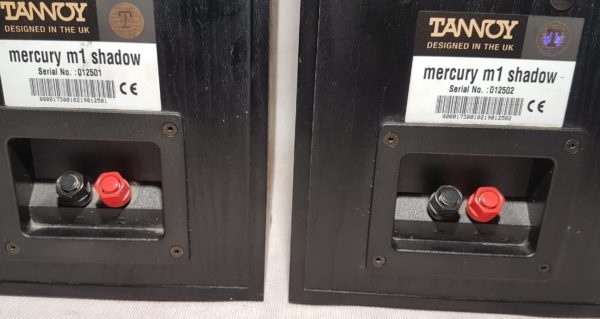 TANNOY
T
DESIGNED IN THE UK
mercury m1 shadow
Serial No. :012501
CE
TANNOY
T
DESIGNED IN THE UK
mercury m1 shadow
Serial No. :012502
CE